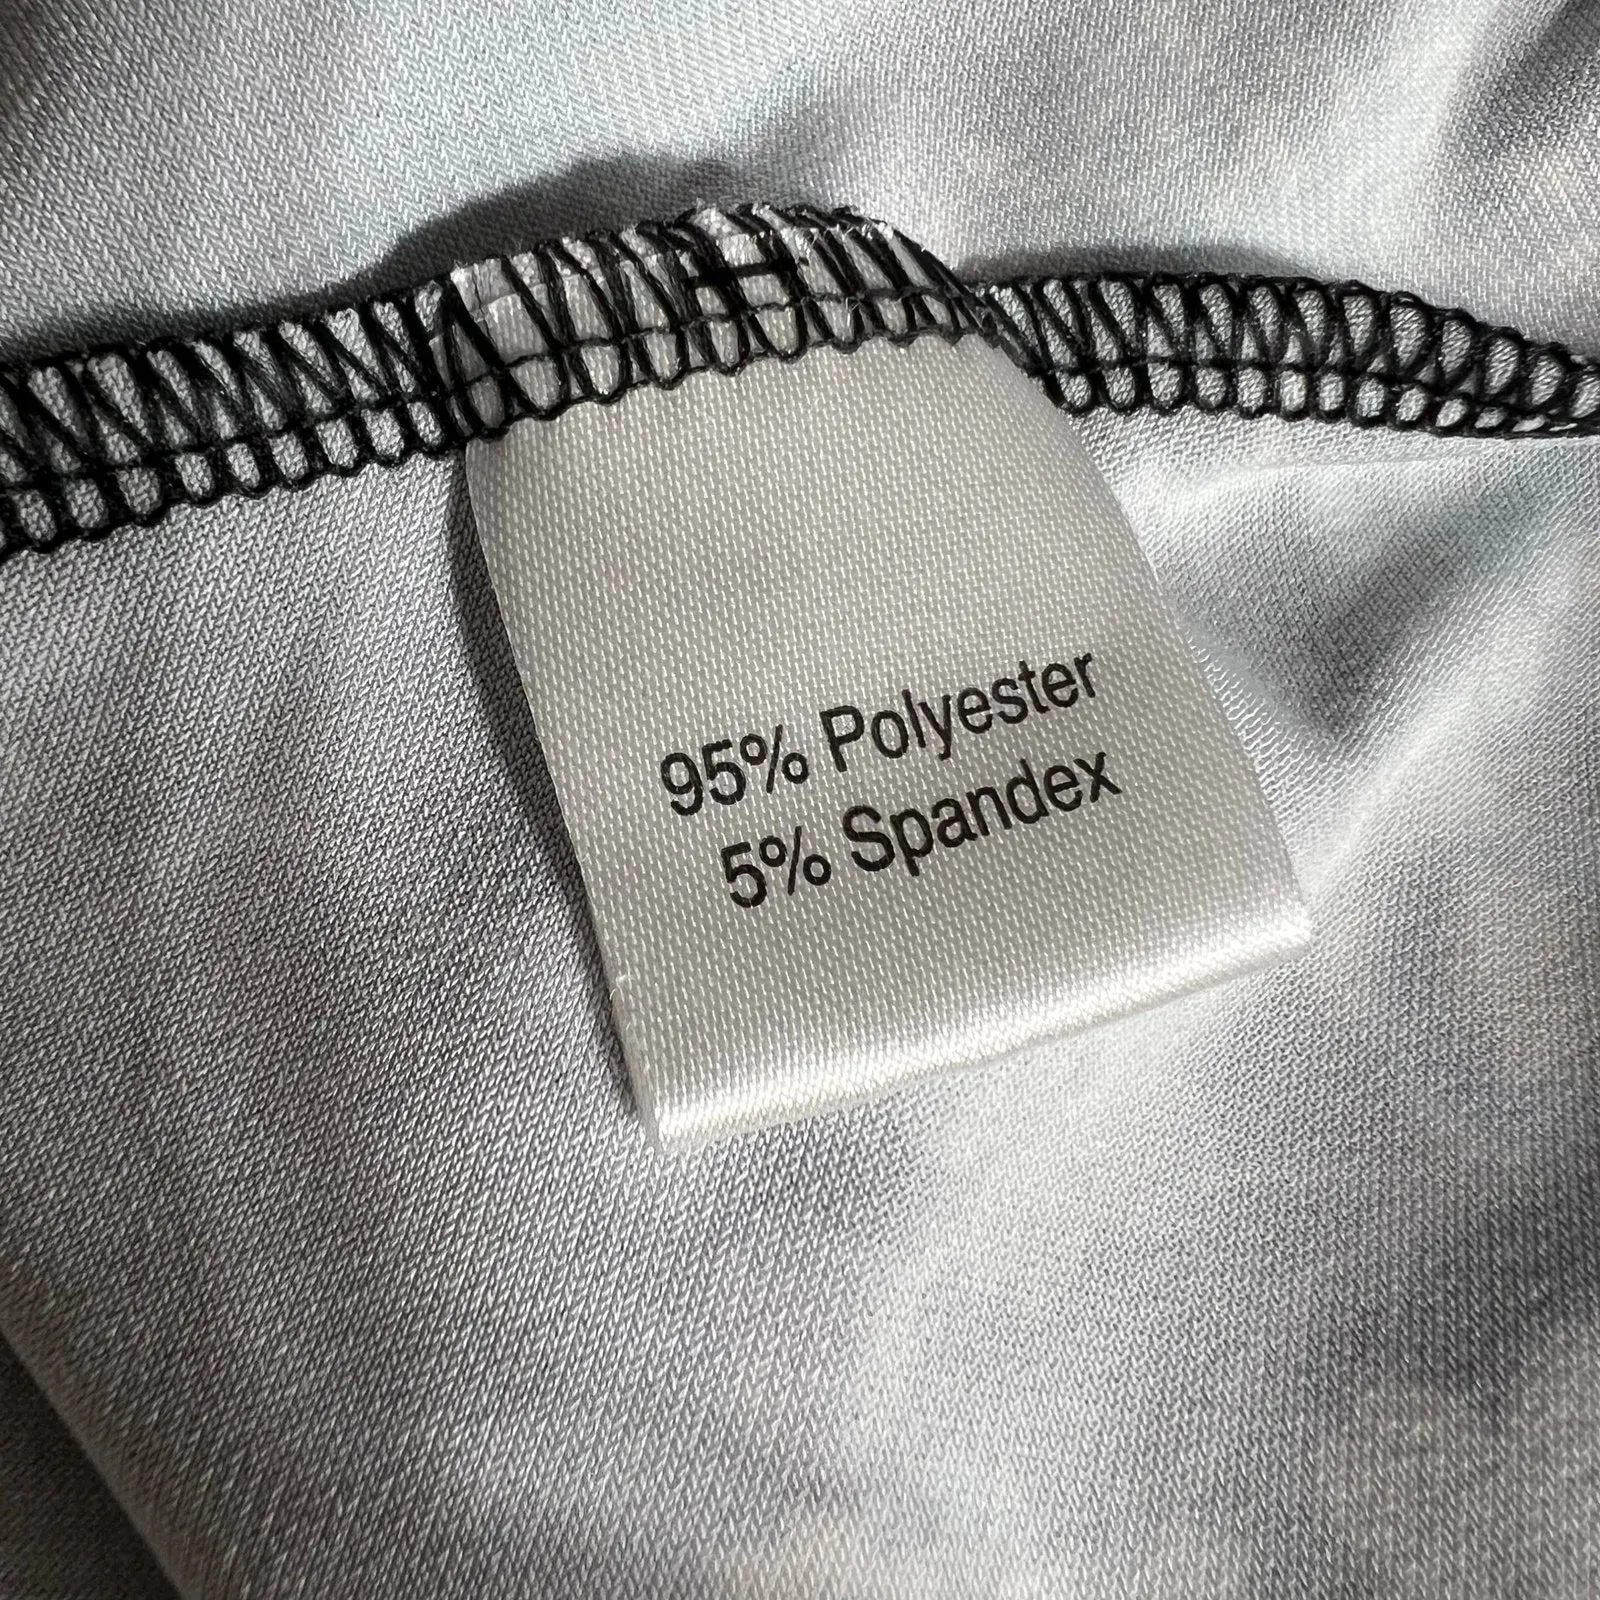 95% Polyester
5% Spandex